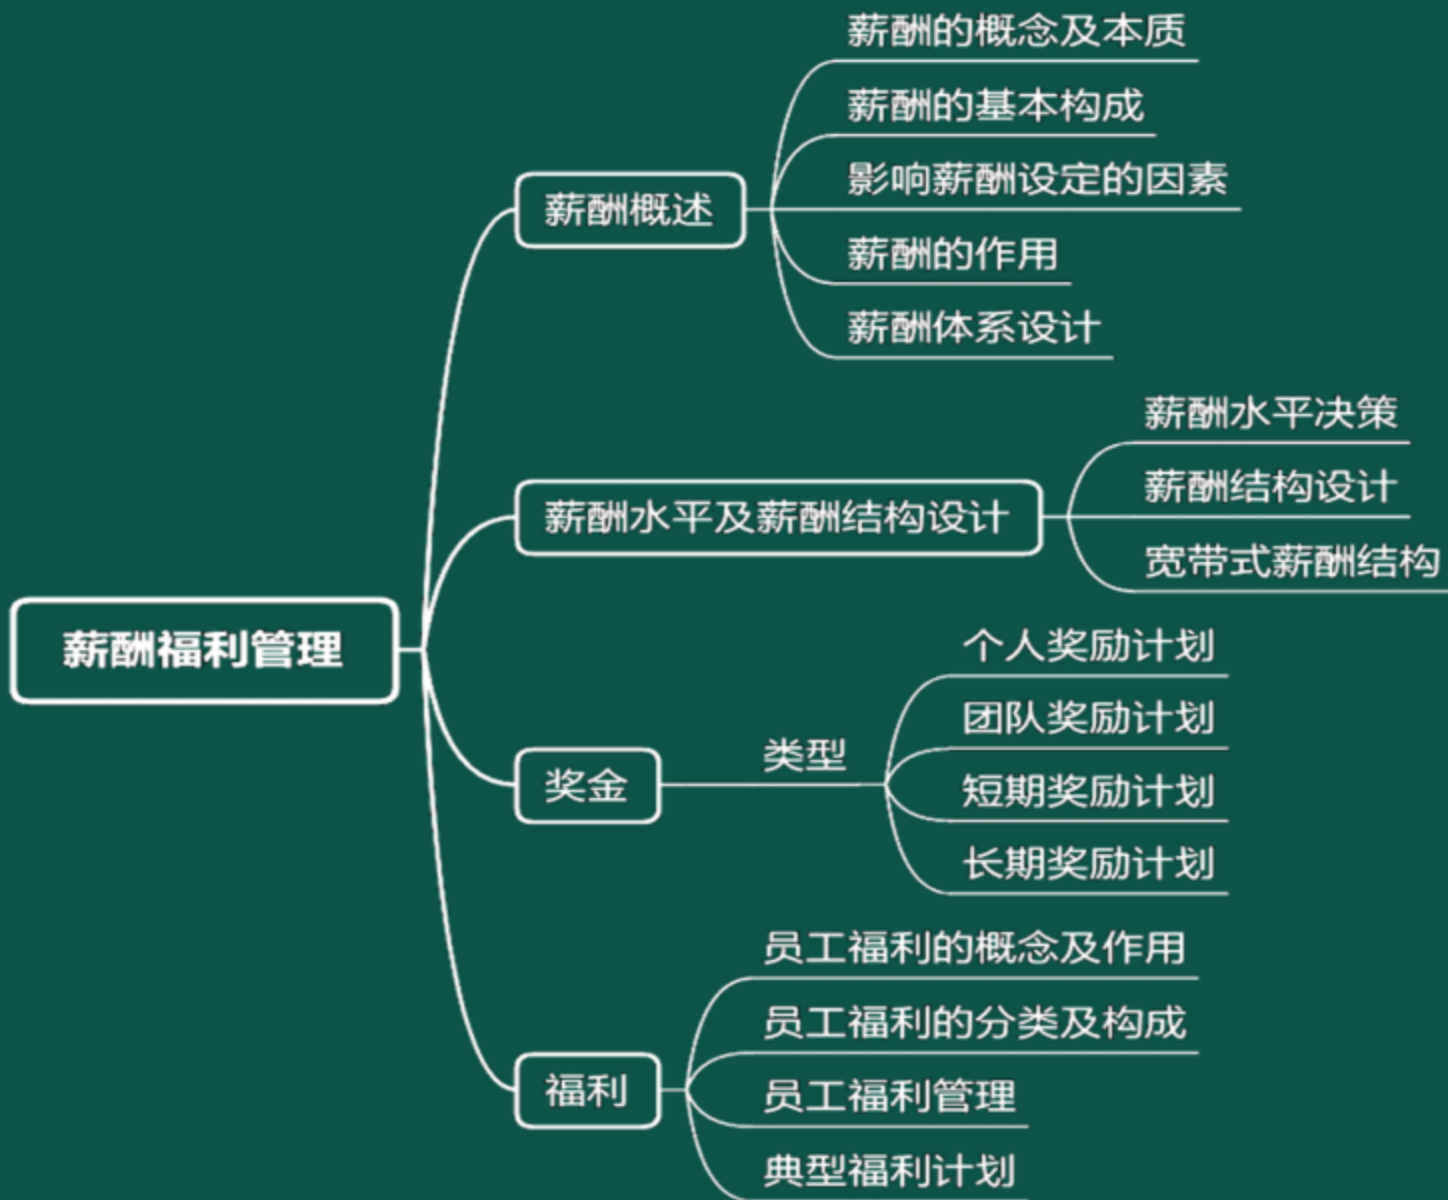 薪酬福利管理
薪酬概述
薪酬的概念及本质
薪酬的基本构成
影响薪酬设定的因素
薪酬的作用
薪酬体系设计
薪酬水平及薪酬结构设计
薪酬水平决策
薪酬结构设计
宽带式薪酬结构
奖金
类型
个人奖励计划
团队奖励计划
短期奖励计划
长期奖励计划
福利
员工福利的概念及作用
员工福利的分类及构成
员工福利管理
典型福利计划